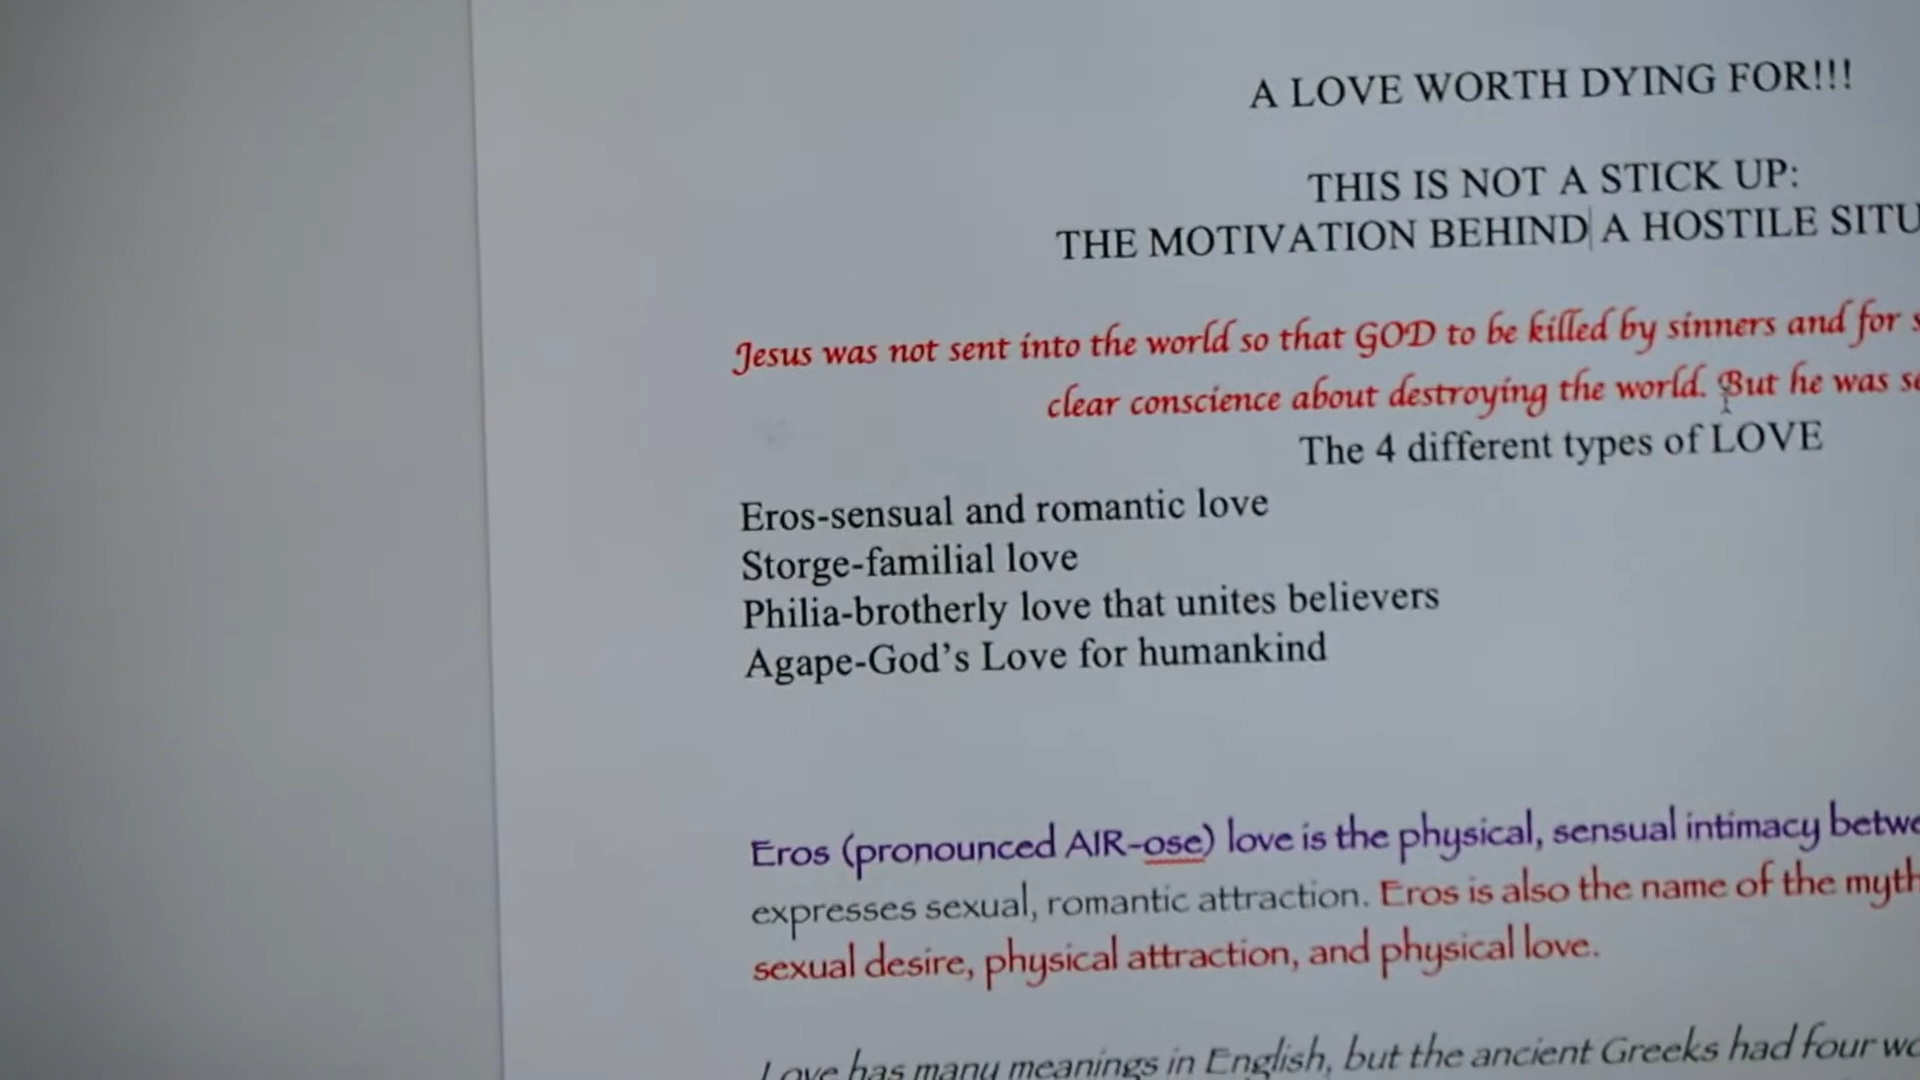 A LOVE WORTH DYING FOR!!!
THIS IS NOT A STICK UP:
THE MOTIVATION BEHIND A HOSTILE SITU
Jesus was not sent into the world so that GOD to be killed by sinners and for s
clear conscience about destroying the world. But he was se
The 4 different types of LOVE
Eros-sensual and romantic love
Storge-familial love
Philia-brotherly love that unites believers
Agape-God’s Love for humankind
Eros (pronounced AIR-ose) love is the physical, sensual intimacy betwe
expresses sexual, romantic attraction. Eros is also the name of the myth
sexual desire, physical attraction, and physical love.
Love has many meanings in English, but the ancient Greeks had four wo